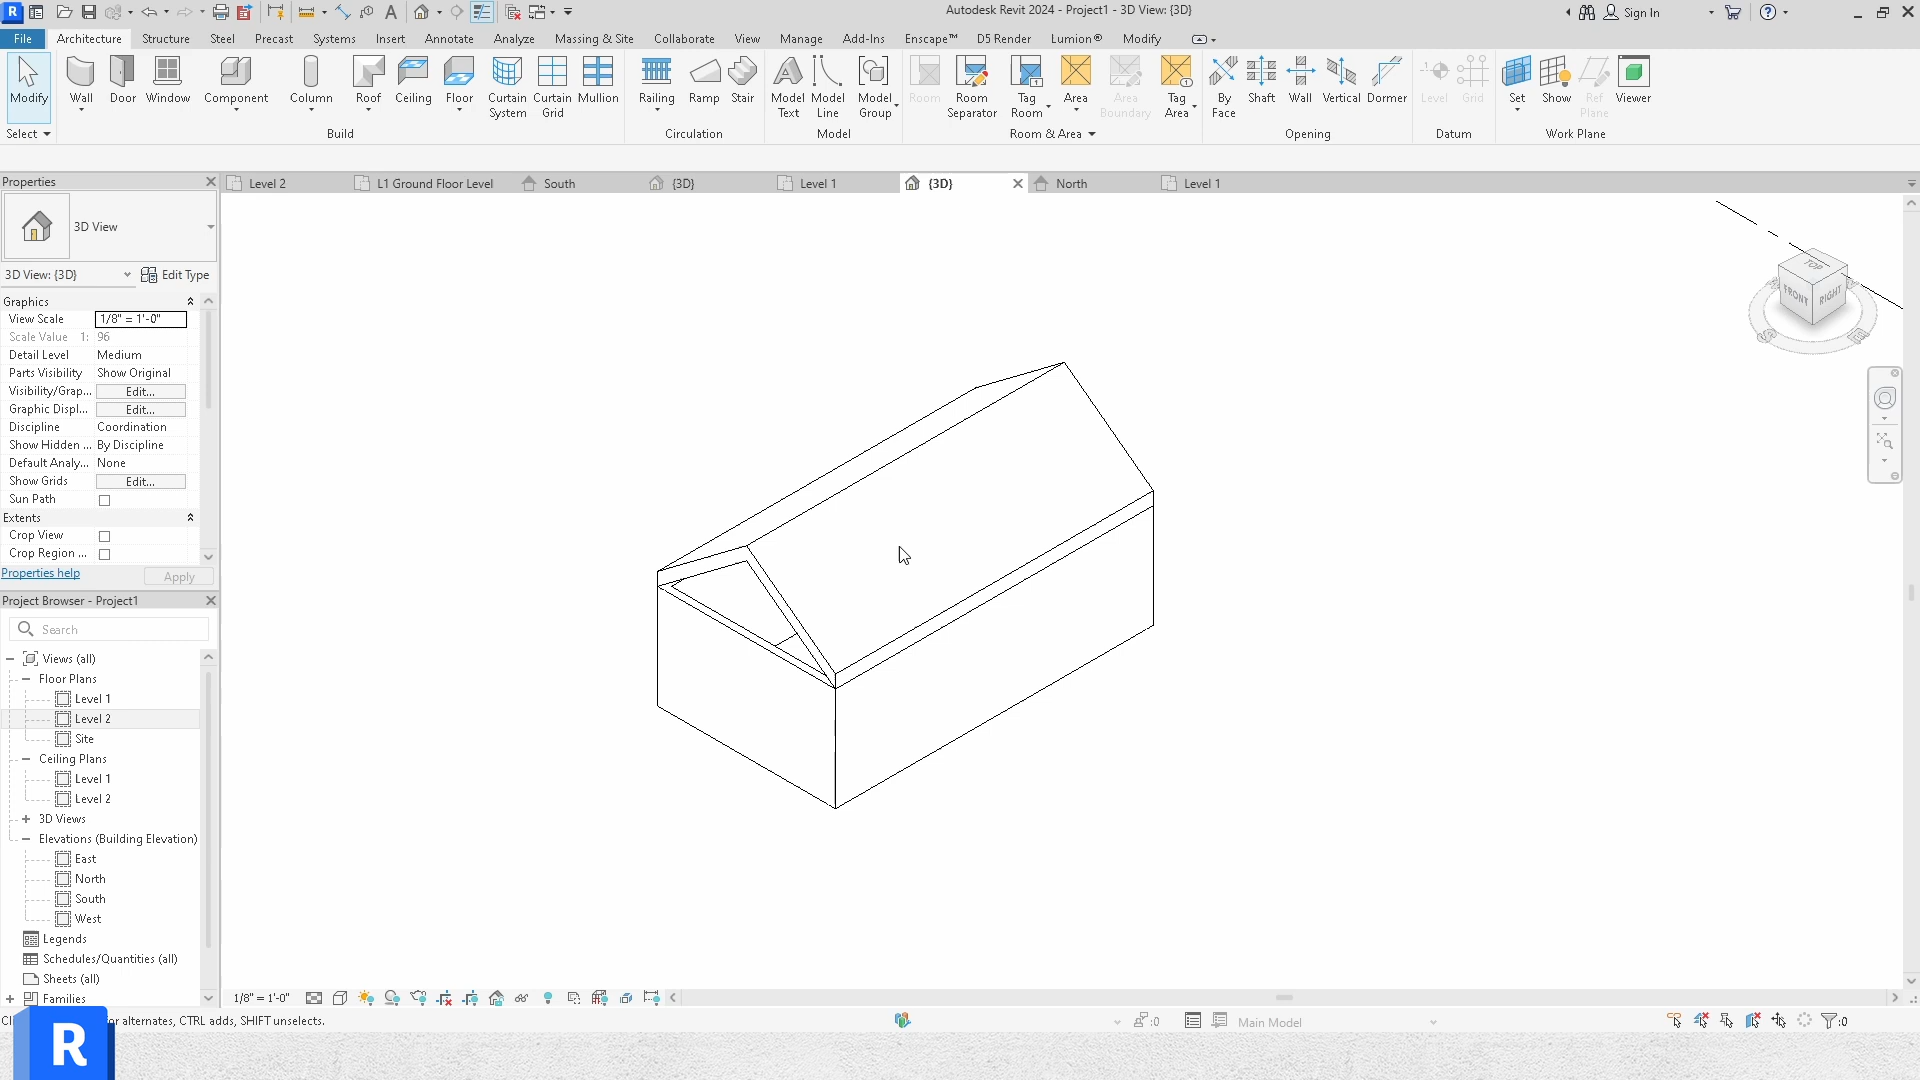 Autodesk Revit 2024 - Project1 - 3D View: {3D}
Sign In
File Architecture Structure Steel Precast Systems Insert Annotate Analyze Massing & Site Collaborate View Manage Add-Ins Enscape™ D5 Render Lumion® Modify
Modify Wall Door Window Component Column Roof Ceiling Floor Curtain System Curtain Grid Mullion Railing Ramp Stair Model Text Model Line Model Group Room Room Separator Tag Room Area Area Boundary Tag Area By Face Shaft Wall Vertical Dormer Level Grid Set Show Ref Plane Viewer
Select Build Circulation Model Room & Area Opening Datum Work Plane
Properties
Level 2 L1 Ground Floor Level South {3D} Level 1 {3D} North Level 1
3D View
3D View: {3D} Edit Type
Graphics
View Scale 1/8" = 1'-0"
Scale Value 1: 96
Detail Level Medium
Parts Visibility Show Original
Visibility/Grap... Edit...
Graphic Displ... Edit...
Discipline Coordination
Show Hidden ... By Discipline
Default Analy... None
Show Grids Edit...
Sun Path
Extents
Crop View
Crop Region ...
Properties help Apply
Project Browser - Project1
Search
Views (all)
Floor Plans
Level 1
Level 2
Site
Ceiling Plans
Level 1
Level 2
3D Views
Elevations (Building Elevation)
East
North
South
West
Legends
Schedules/Quantities (all)
Sheets (all)
Families
TOP
FRONT RIGHT
S E
1/8" = 1'-0"
or alternates, CTRL adds, SHIFT unselects.
:0
Main Model
:0
R